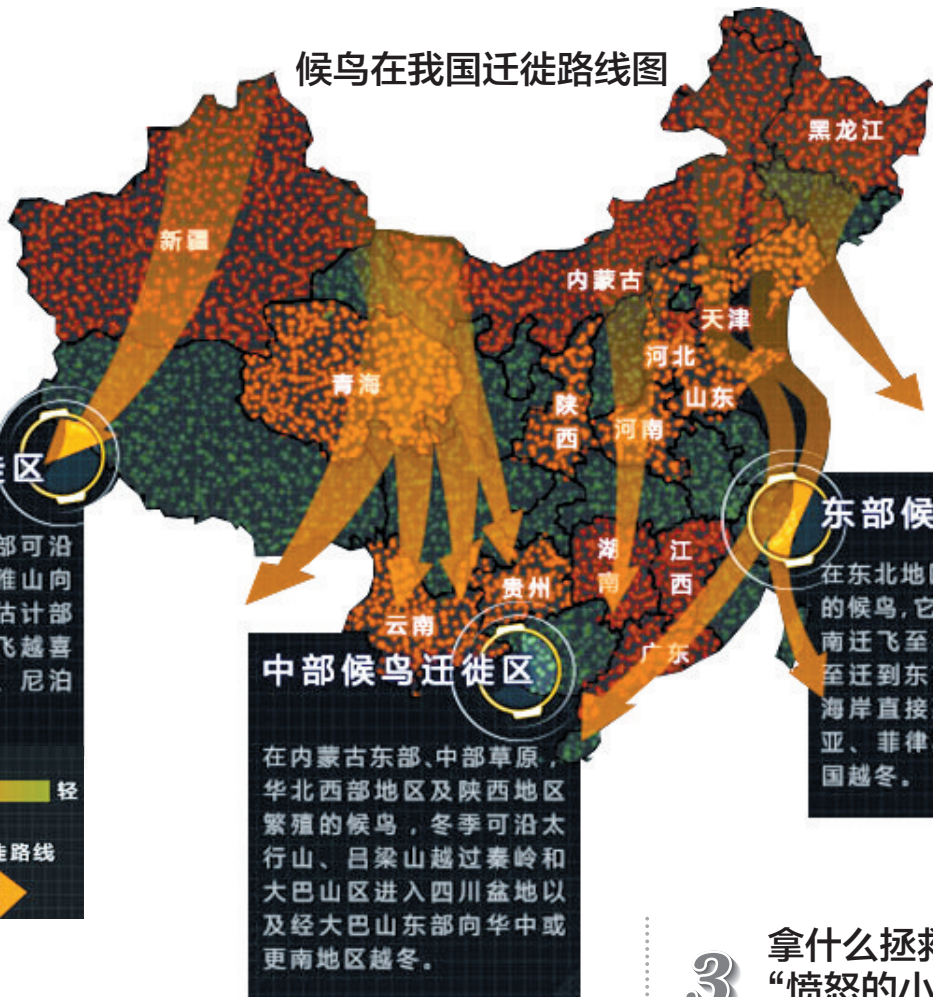 候鸟在我国迁徙路线图
黑龙江
新疆
内蒙古
天津
河北
青海
山东
陕西
河南
湖南
江西
贵州
云南
广东
区
部可沿
山向
估计部
飞越喜
尼泊
轻
路线
中部候鸟迁徙区
在内蒙古东部、中部草原，
华北西部地区及陕西地区
繁殖的候鸟，冬季可沿太
行山、吕梁山越过秦岭和
大巴山区进入四川盆地以
及经大巴山东部向华中或
更南地区越冬。
东部候
在东北地
的候鸟，它
南迁飞至
至迁到东
海岸直接
亚、菲律
国越冬。
3
拿什么拯救
“愤怒的小